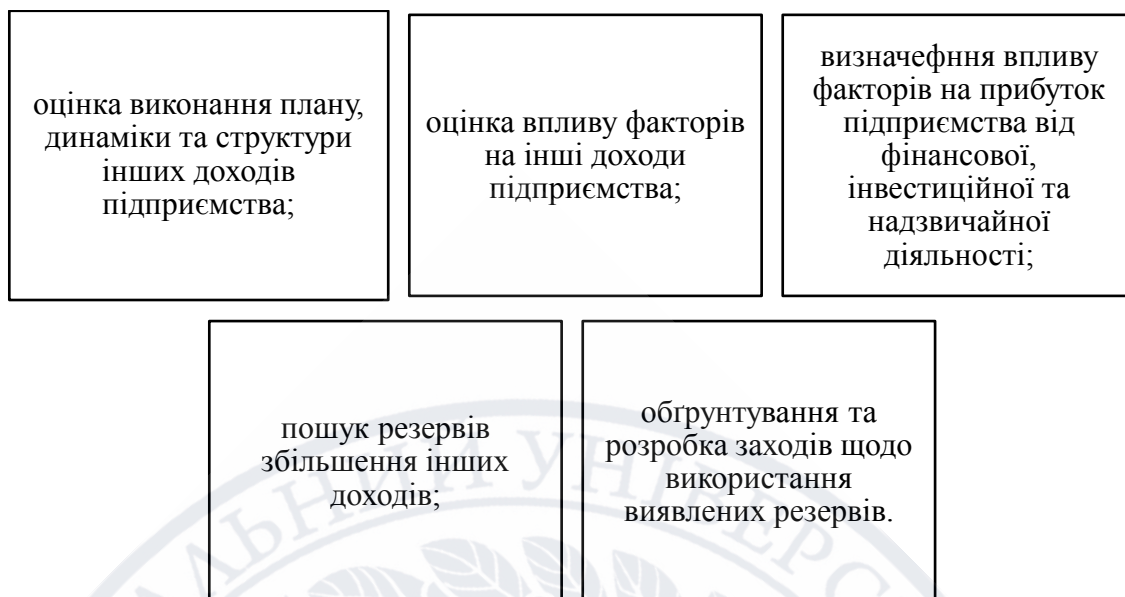 оцінка виконання плану,
динаміки та структури
інших доходів
підприємства;
оцінка впливу факторів
на інші доходи
підприємства;
визначефння впливу
факторів на прибуток
підприємства від
фінансової,
інвестиційної та
надзвичайної
діяльності;
пошук резервів
збільшення інших
доходів;
обґрунтування та
розробка заходів щодо
використання
виявлених резервів.